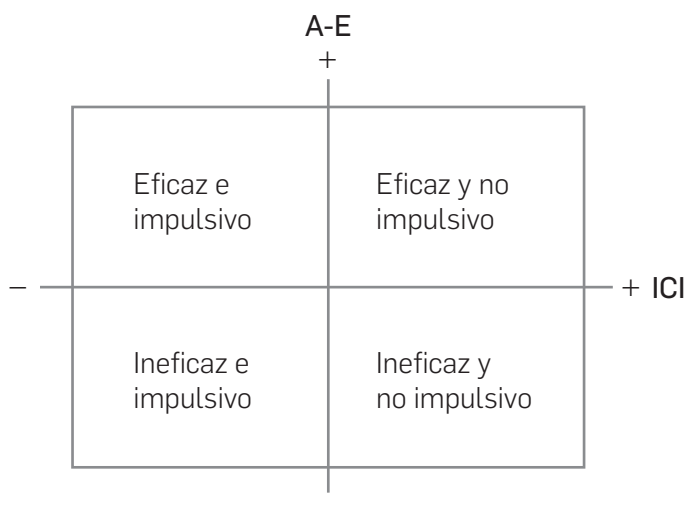 A-E
+
Eficaz e
impulsivo
Eficaz y no
impulsivo
−
+ ICI
Ineficaz e
impulsivo
Ineficaz y
no impulsivo